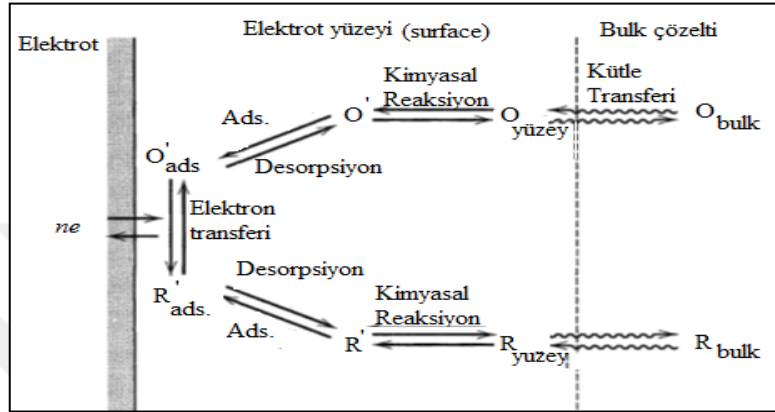 Elektrot
Elektrot yüzeyi (surface)
Bulk çözelti
Kimyasal
Reaksiyon
Kütle
Transferi
Ads.
O'
O
yüzey
O
bulk
O'
ads
Desorpsiyon
ne
Elektron
transferi
R'
ads.
Desorpsiyon
Ads.
Kimyasal
Reaksiyon
R'
R
yuzey
R
bulk